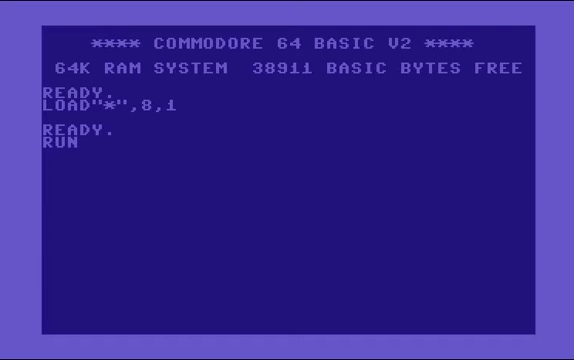 **** COMMODORE 64 BASIC V2 ****
64K RAM SYSTEM  38911 BASIC BYTES FREE
READY.
LOAD"*",8,1
READY.
RUN